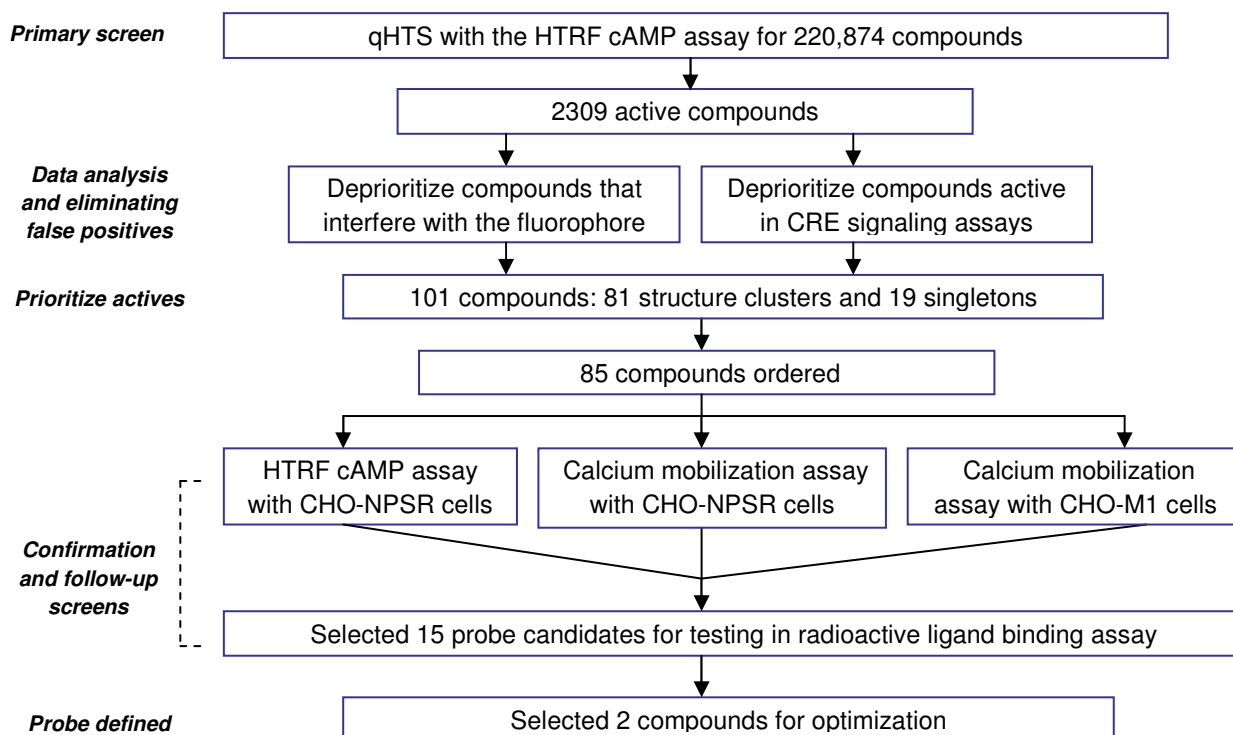 Primary screen
qHTS with the HTRF cAMP assay for 220,874 compounds
2309 active compounds
Data analysis
and eliminating
false positives
Deprioritize compounds that
interfere with the fluorophore
Deprioritize compounds active
in CRE signaling assays
Prioritize actives
101 compounds: 81 structure clusters and 19 singletons
85 compounds ordered
HTRF cAMP assay
with CHO-NPSR cells
Calcium mobilization assay
with CHO-NPSR cells
Calcium mobilization
assay with CHO-M1 cells
Confirmation
and follow-up
screens
Selected 15 probe candidates for testing in radioactive ligand binding assay
Probe defined
Selected 2 compounds for optimization